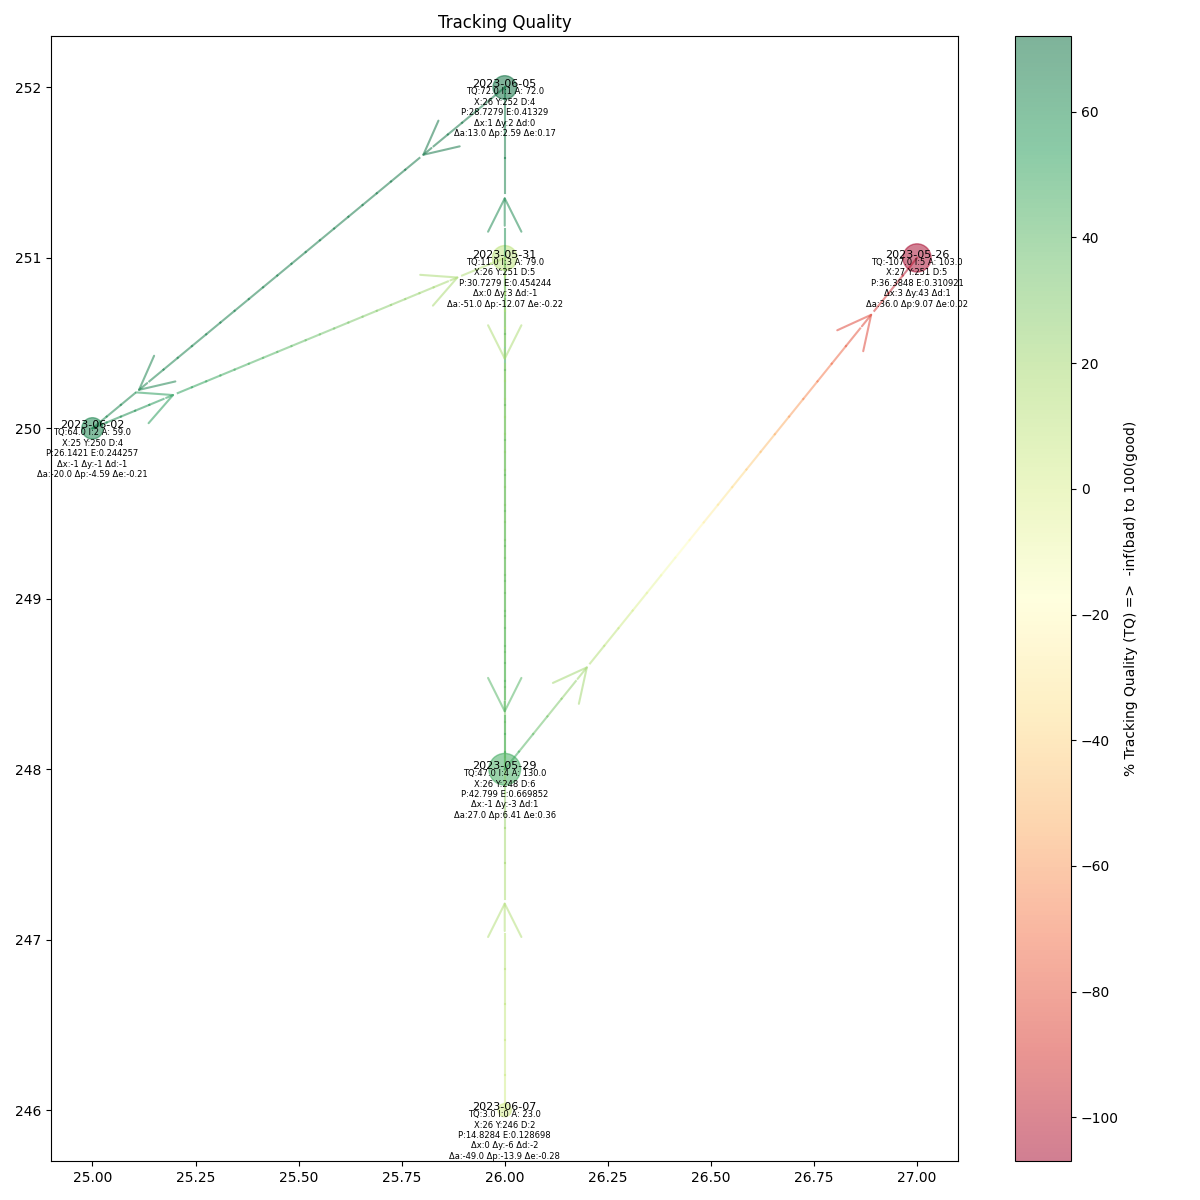 Tracking Quality
2023-06-05
TQ:72.0 I:1 A: 72.0
X:26 Y:252 D:4
P:28.7279 E:0.41329
Δx:1 Δy:2 Δd:0
Δa:13.0 Δp:2.59 Δe:0.17
2023-05-31
TQ:11.0 I:3 A: 79.0
X:26 Y:251 D:5
P:30.7279 E:0.454244
Δx:0 Δy:3 Δd:-1
Δa:-51.0 Δp:-12.07 Δe:-0.22
2023-05-26
TQ:-107.0 I:5 A: 103.0
X:27 Y:251 D:5
P:36.3848 E:0.310921
Δx:3 Δy:43 Δd:1
Δa:36.0 Δp:9.07 Δe:0.02
2023-06-02
TQ:64.0 I:2 A: 59.0
X:25 Y:250 D:4
P:26.1421 E:0.244257
Δx:-1 Δy:-1 Δd:-1
Δa:-20.0 Δp:-4.59 Δe:-0.21
2023-05-29
TQ:47.0 I:4 A: 130.0
X:26 Y:248 D:6
P:42.799 E:0.669852
Δx:-1 Δy:-3 Δd:1
Δa:27.0 Δp:6.41 Δe:0.36
2023-06-07
TQ:3.0 I:0 A: 23.0
X:26 Y:246 D:2
P:14.8284 E:0.128698
Δx:0 Δy:-6 Δd:-2
Δa:-49.0 Δp:-13.9 Δe:-0.28
252
251
250
249
248
247
246
25.00
25.25
25.50
25.75
26.00
26.25
26.50
26.75
27.00
60
40
20
0
−20
−40
−60
−80
−100
% Tracking Quality (TQ) =>  -inf(bad) to 100(good)